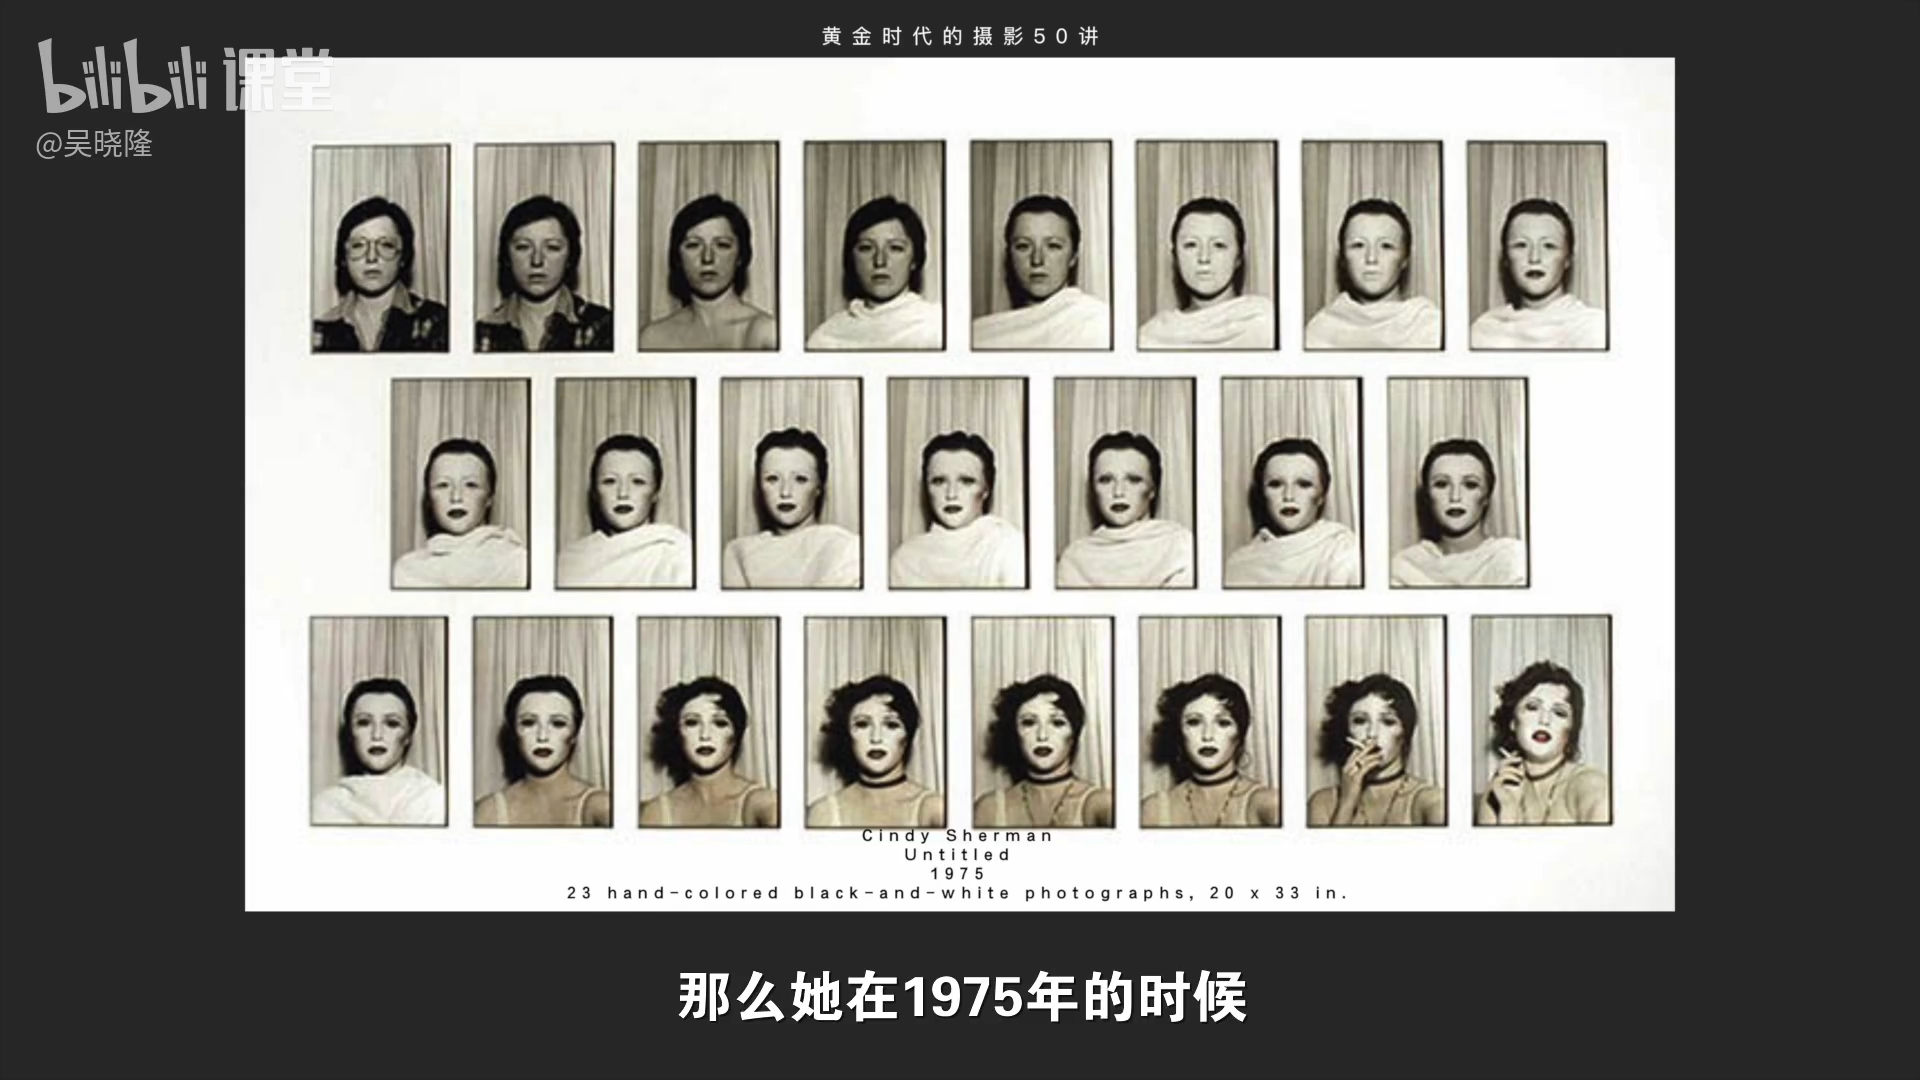 黄金时代的摄影50讲
bilibili 课堂
@吴晓隆
Cindy Sherman
Untitled
1975
23 hand-colored black-and-white photographs, 20 x 33 in.
那么她在1975年的时候